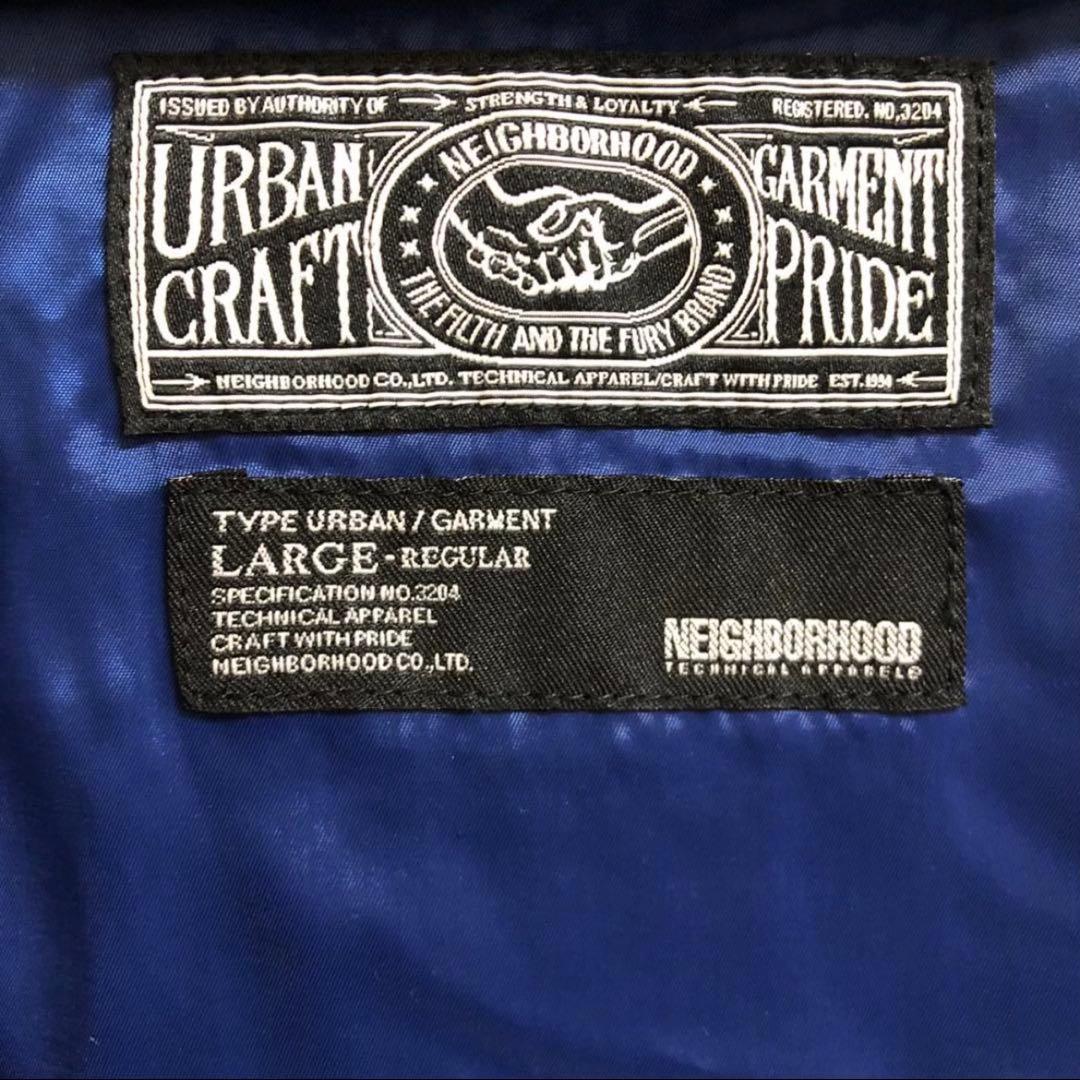 ISSUED BY AUTHORITY OF STRENGTH & LOYALTY REGISTERED. NO,3204
URBAN
CRAFT
NEIGHBORHOOD
THE FILTH AND THE FURY BRAND
GARMENT
PRIDE
NEIGHBORHOOD CO.,LTD. TECHNICAL APPAREL/CRAFT WITH PRIDE EST.1994
TYPE URBAN / GARMENT
LARGE - REGULAR
SPECIFICATION NO.3204
TECHNICAL APPAREL
CRAFT WITH PRIDE
NEIGHBORHOOD CO.,LTD.
NEIGHBORHOOD
TECHNICAL APPAREL®